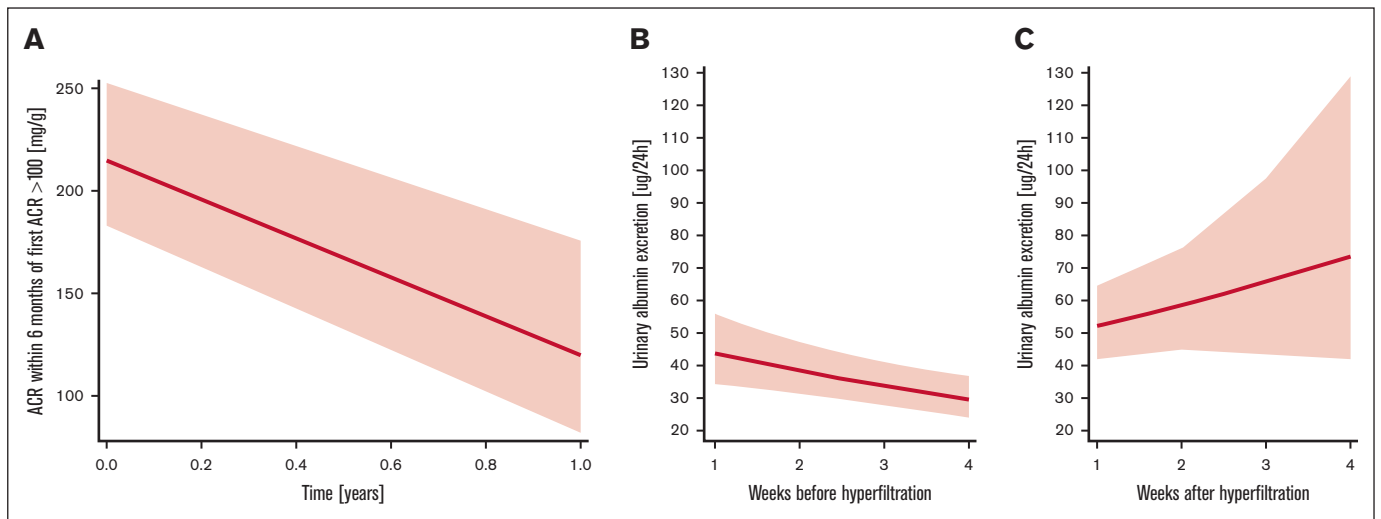 A
ACR within 6 months of first ACR >100 [mg/g]
250
200
150
100
0.0 0.2 0.4 0.6 0.8 1.0
Time [years]
B
Urinary albumin excretion [ug/24h]
130
120
110
100
90
80
70
60
50
40
30
20
1 2 3 4
Weeks before hyperfiltration
C
Urinary albumin excretion [ug/24h]
130
120
110
100
90
80
70
60
50
40
30
20
1 2 3 4
Weeks after hyperfiltration